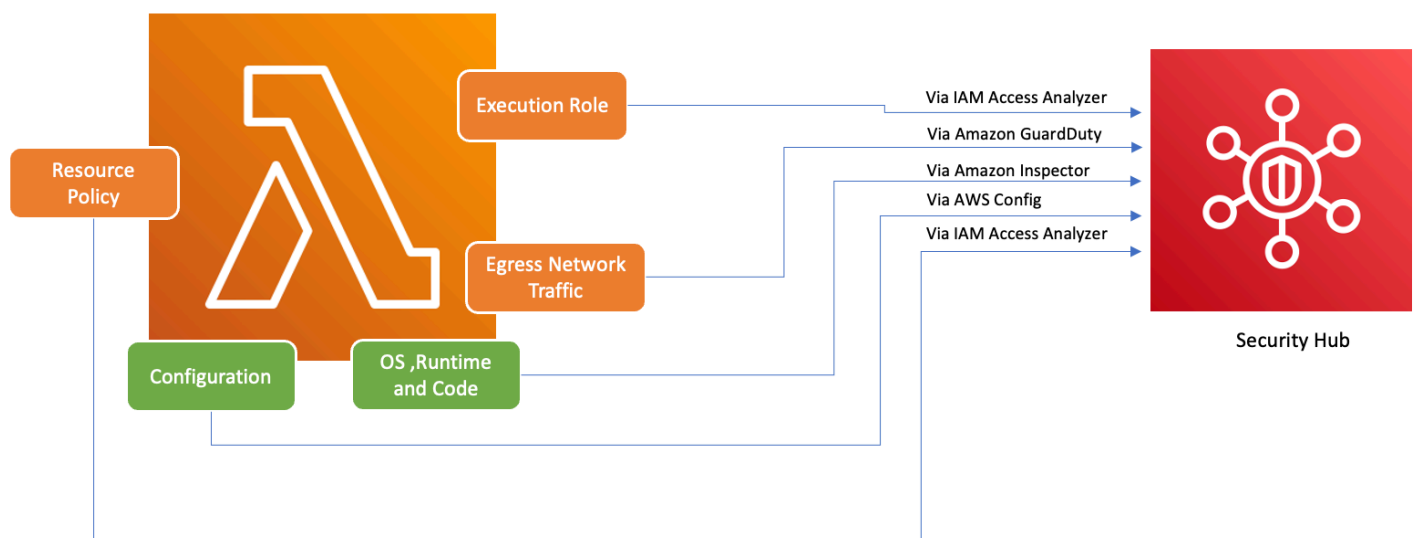 Execution Role
Via IAM Access Analyzer
Via Amazon GuardDuty
Resource
Policy
Via Amazon Inspector
Via AWS Config
Via IAM Access Analyzer
Egress Network
Traffic
Security Hub
Configuration
OS ,Runtime
and Code